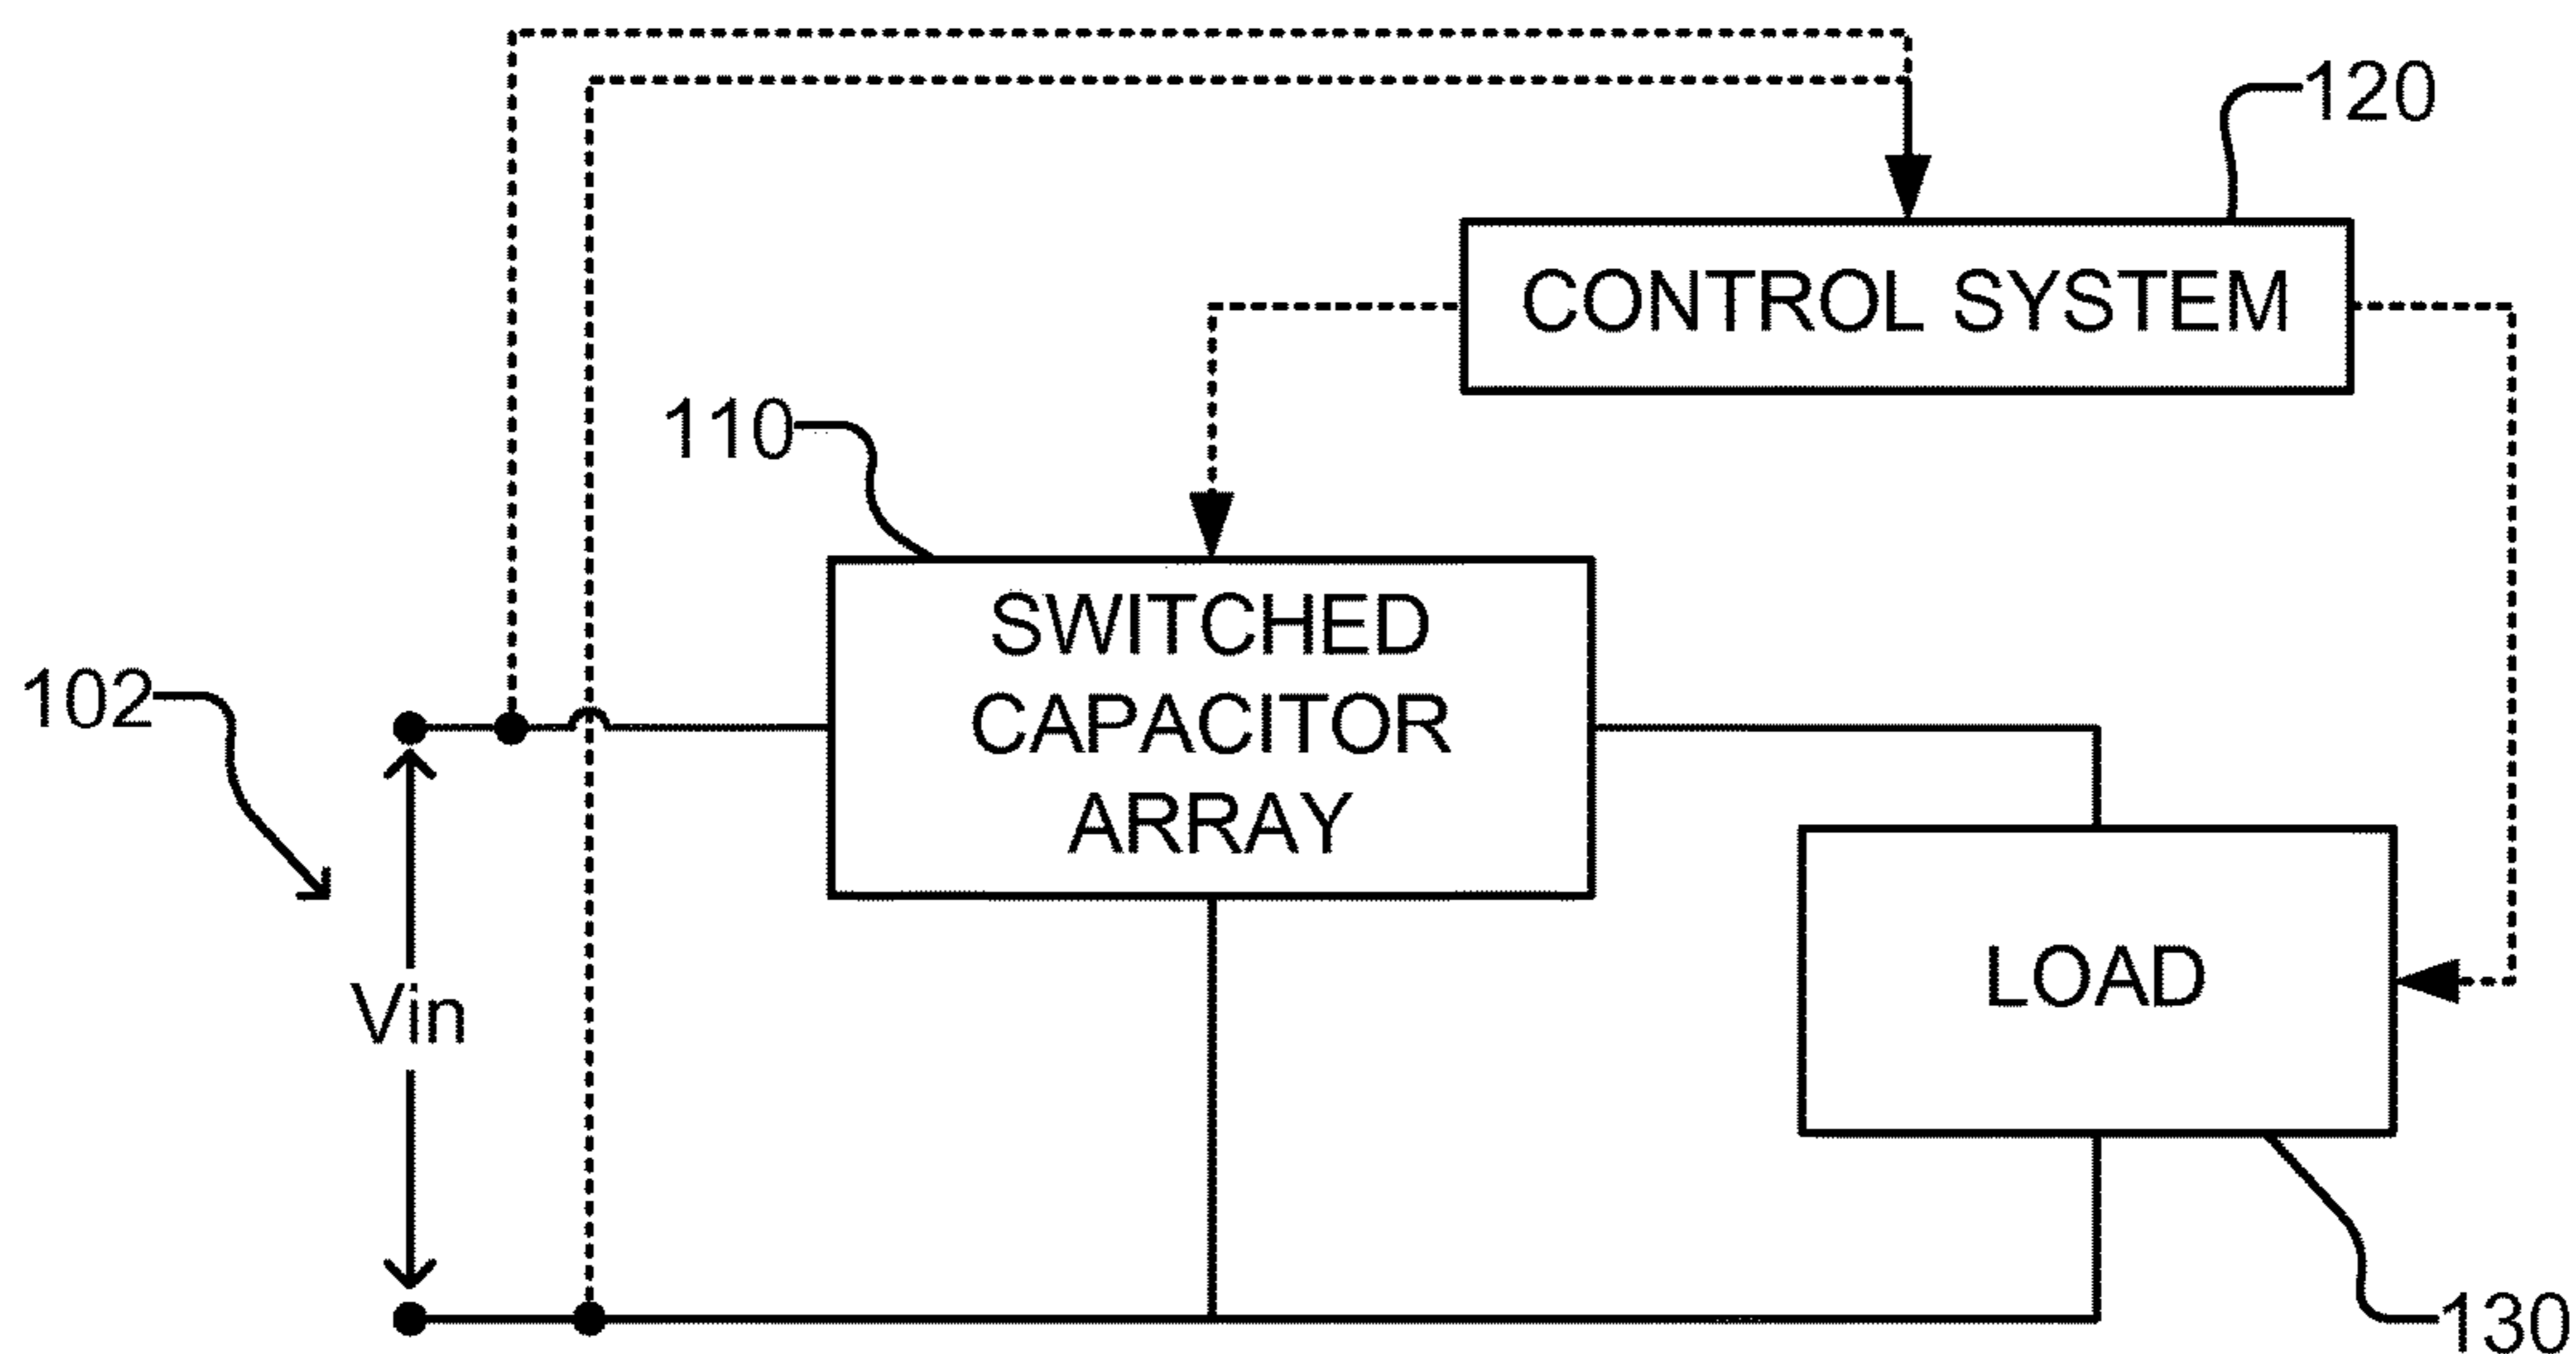 120
CONTROL SYSTEM
110
SWITCHED
CAPACITOR
ARRAY
102
LOAD
Vin
130